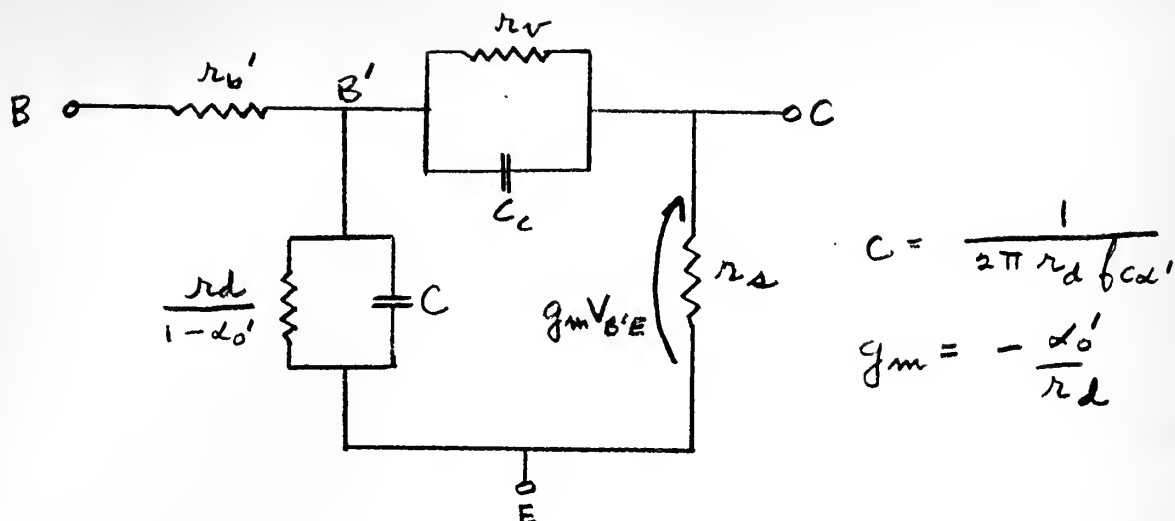 r_v
r_b'
B
B'
C
C_c
r_d / 1 - α_0'
C
g_m V_B'E
r_s
E
C = 1 / 2π r_d f_cα'
g_m = - α_0' / r_d